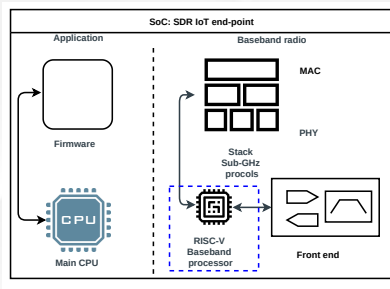 SoC: SDR IoT end-point
Application
Baseband radio
MAC
PHY
Firmware
Stack
Sub-GHz
procols
CPU
Main CPU
RISC-V
Baseband
processor
Front end